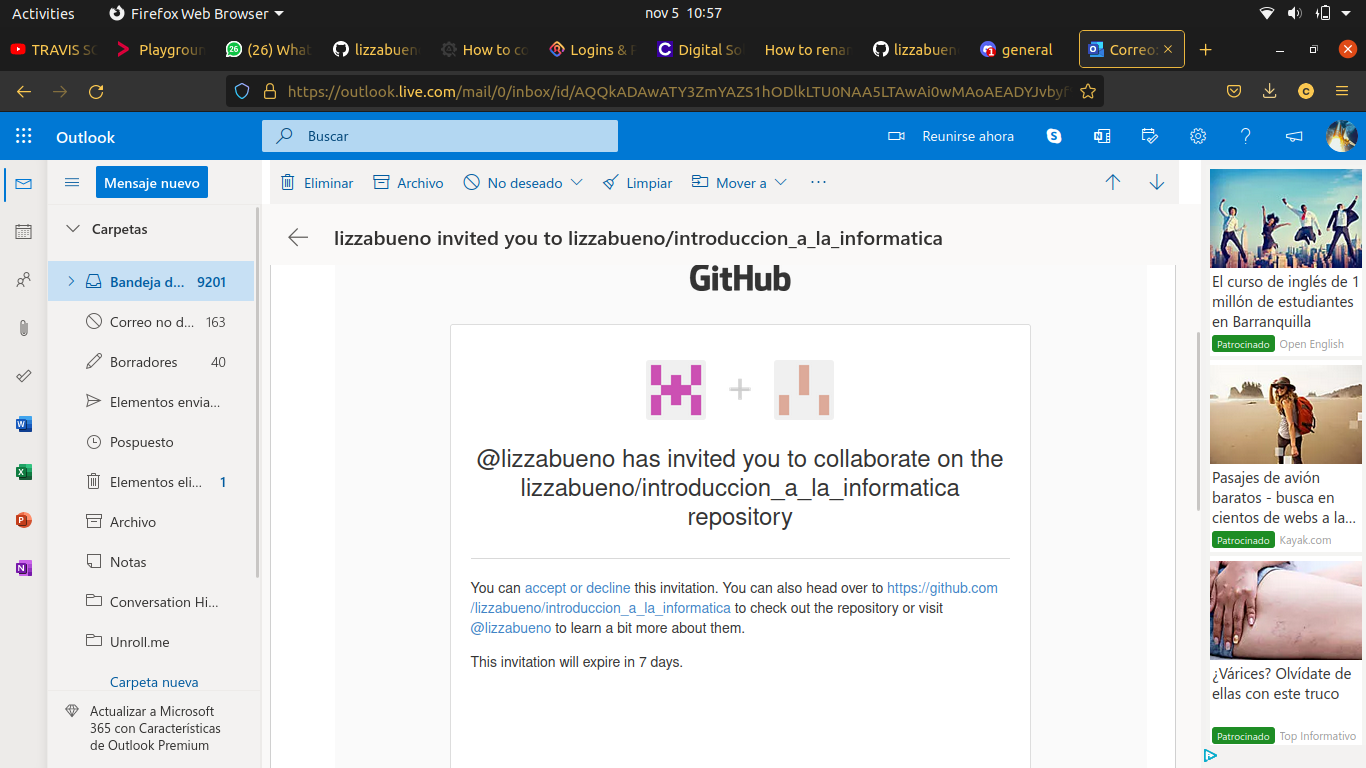 Activities
Firefox Web Browser
nov 5 10:57
TRAVIS SC
Playgroun
(26) What
lizzabuen
How to co
Logins & P
Digital Sol
How to renam
lizzabuen
general
Correo:
https://outlook.live.com/mail/0/inbox/id/
Outlook
Buscar
Reunirse ahora
Mensaje nuevo
Eliminar
Archivo
No deseado
Limpiar
Mover a
Carpetas
Bandeja d... 9201
Correo no d... 163
Borradores 40
Elementos envia...
Pospuesto
Elementos eli... 1
Archivo
Notas
Conversation Hi...
Unroll.me
Carpeta nueva
Actualizar a Microsoft
365 con Características
de Outlook Premium
lizzabueno invited you to lizzabueno/introduccion_a_la_informatica
GitHub
@lizzabueno has invited you to collaborate on the
lizzabueno/introduccion_a_la_informatica
repository
You can accept or decline this invitation. You can also head over to https://github.com
/lizzabueno/introduccion_a_la_informatica to check out the repository or visit
@lizzabueno to learn a bit more about them.
This invitation will expire in 7 days.
El curso de inglés de 1
millón de estudiantes
en Barranquilla
Patrocinado Open English
Pasajes de avión
baratos - busca en
cientos de webs a la...
Patrocinado Kayak.com
¿Várices? Olvídate de
ellas con este truco
Patrocinado Top Informativo